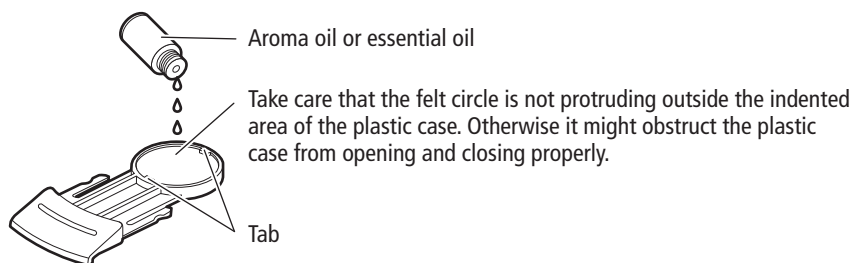 Aroma oil or essential oil
Take care that the felt circle is not protruding outside the indented
area of the plastic case. Otherwise it might obstruct the plastic
case from opening and closing properly.
Tab